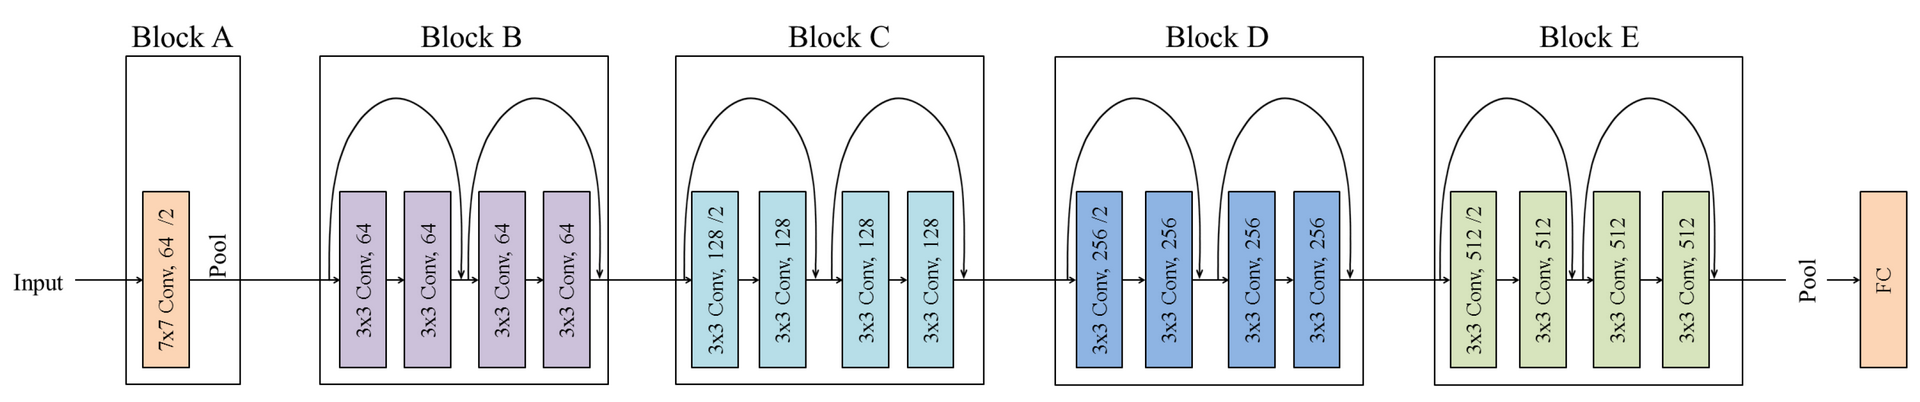 Block A
Block B
Block C
Block D
Block E
Input
7x7 Conv, 64 /2
Pool
3x3 Conv, 64
3x3 Conv, 64
3x3 Conv, 64
3x3 Conv, 64
3x3 Conv, 128 /2
3x3 Conv, 128
3x3 Conv, 128
3x3 Conv, 128
3x3 Conv, 256 /2
3x3 Conv, 256
3x3 Conv, 256
3x3 Conv, 256
3x3 Conv, 512 /2
3x3 Conv, 512
3x3 Conv, 512
3x3 Conv, 512
Pool
FC